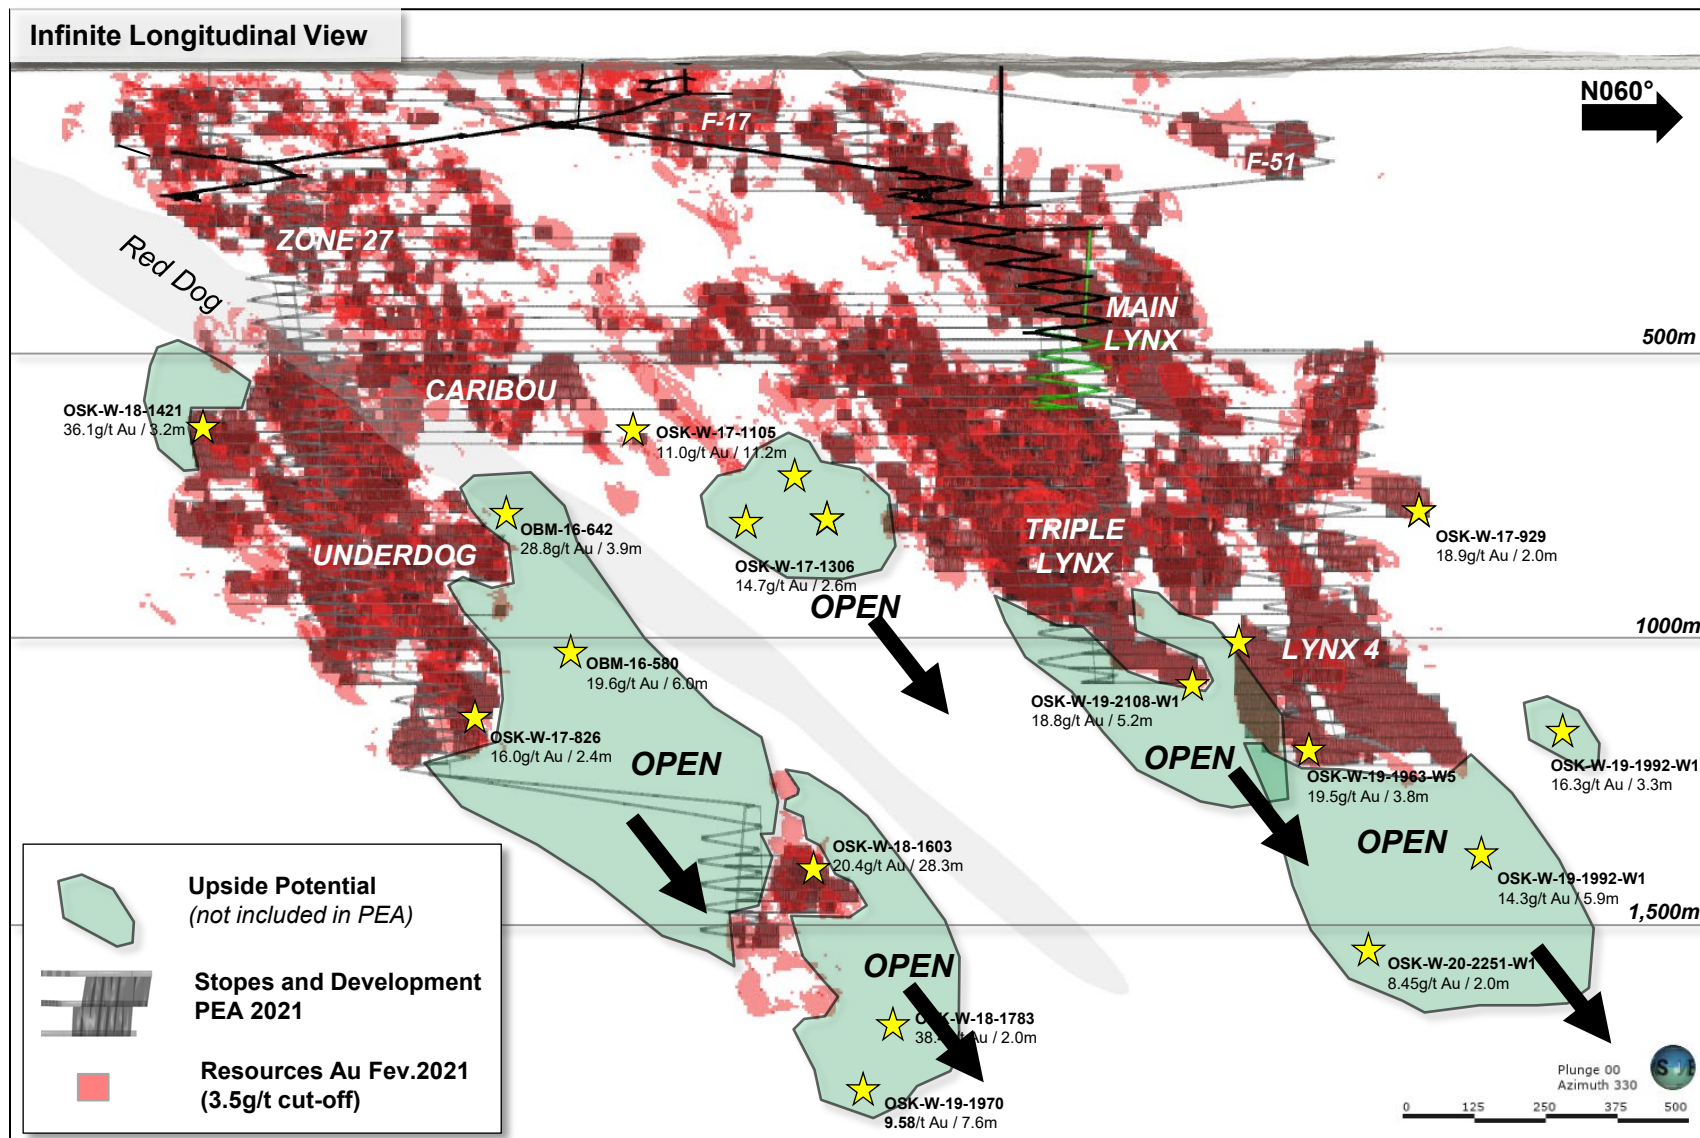 Infinite Longitudinal View
N060°
F-17
F-51
ZONE 27
Red Dog
MAIN
LYNX
500m
CARIBOU
OSK-W-18-1421
36.1g/t Au / 3.2m
OSK-W-17-1105
11.0g/t Au / 11.2m
OBM-16-642
28.8g/t Au / 3.9m
UNDERDOG
TRIPLE
LYNX
OSK-W-17-929
18.9g/t Au / 2.0m
OSK-W-17-1306
14.7g/t Au / 2.6m
OPEN
1000m
LYNX 4
OBM-16-580
19.6g/t Au / 6.0m
OSK-W-19-2108-W1
18.8g/t Au / 5.2m
OSK-W-17-826
16.0g/t Au / 2.4m
OPEN
OPEN
OSK-W-19-1963-W5
19.5g/t Au / 3.8m
OSK-W-19-1992-W1
16.3g/t Au / 3.3m
OPEN
OSK-W-18-1603
20.4g/t Au / 28.3m
OSK-W-19-1992-W1
14.3g/t Au / 5.9m
1,500m
OPEN
OSK-W-20-2251-W1
8.45g/t Au / 2.0m
OSK-W-18-1783
Au / 2.0m
OSK-W-19-1970
9.58/t Au / 7.6m
Upside Potential
(not included in PEA)
Stopes and Development
PEA 2021
Resources Au Fev.2021
(3.5g/t cut-off)
Plunge 00
Azimuth 330
0 125 250 375 500